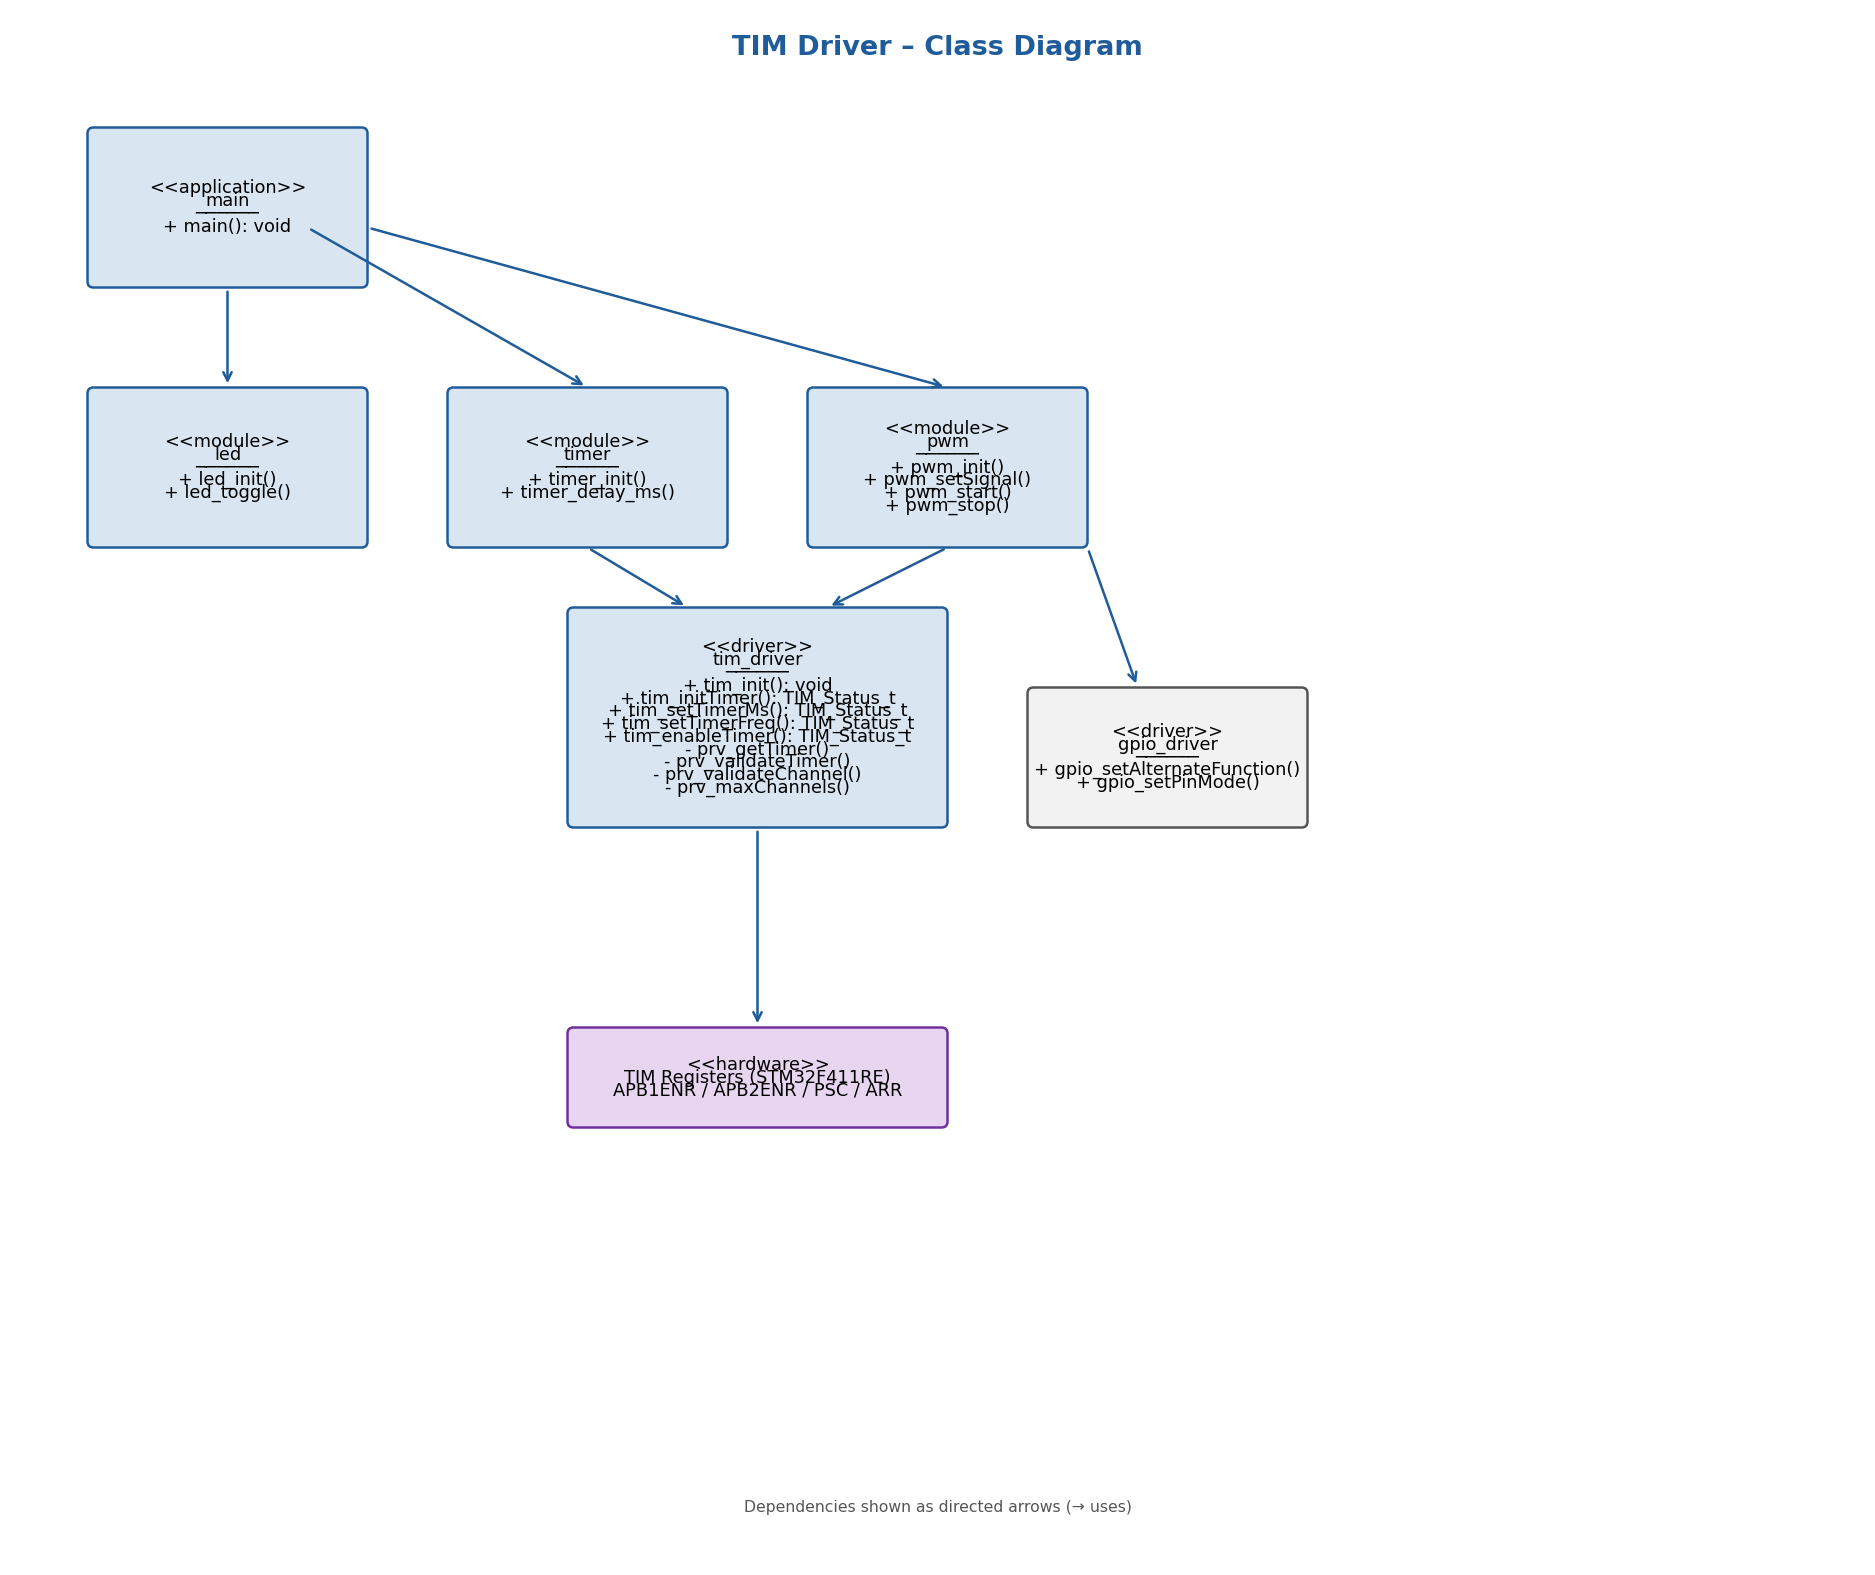 TIM Driver – Class Diagram
<<application>>
main
+ main(): void
<<module>>
led
+ led_init()
+ led_toggle()
<<module>>
timer
+ timer_init()
+ timer_delay_ms()
<<module>>
pwm
+ pwm_init()
+ pwm_setSignal()
+ pwm_start()
+ pwm_stop()
<<driver>>
tim_driver
+ tim_init(): void
+ tim_initTimer(): TIM_Status_t
+ tim_setTimerMs(): TIM_Status_t
+ tim_setTimerFreq(): TIM_Status_t
+ tim_enableTimer(): TIM_Status_t
- prv_getTimer()
- prv_validateTimer()
- prv_validateChannel()
- prv_maxChannels()
<<driver>>
gpio_driver
+ gpio_setAlternateFunction()
+ gpio_setPinMode()
<<hardware>>
TIM Registers (STM32F411RE)
APB1ENR / APB2ENR / PSC / ARR
Dependencies shown as directed arrows (→ uses)